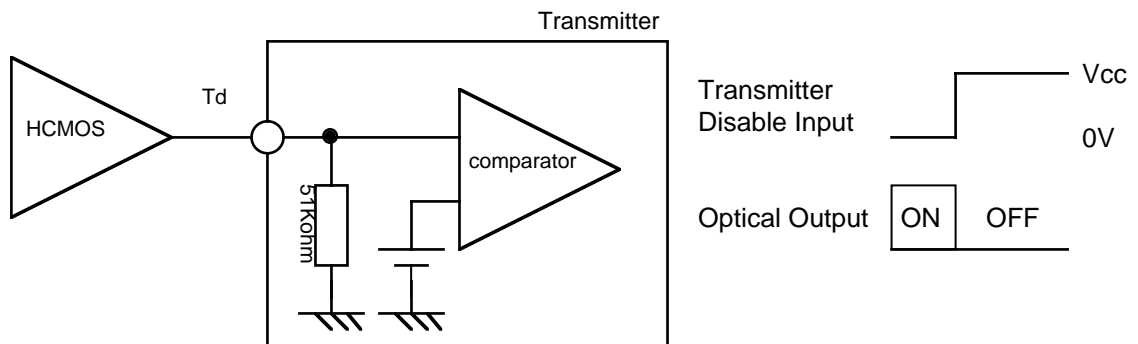 Transmitter
Td
HCMOS
comparator
51Kohm
Transmitter
Disable Input
Vcc
0V
Optical Output
ON
OFF